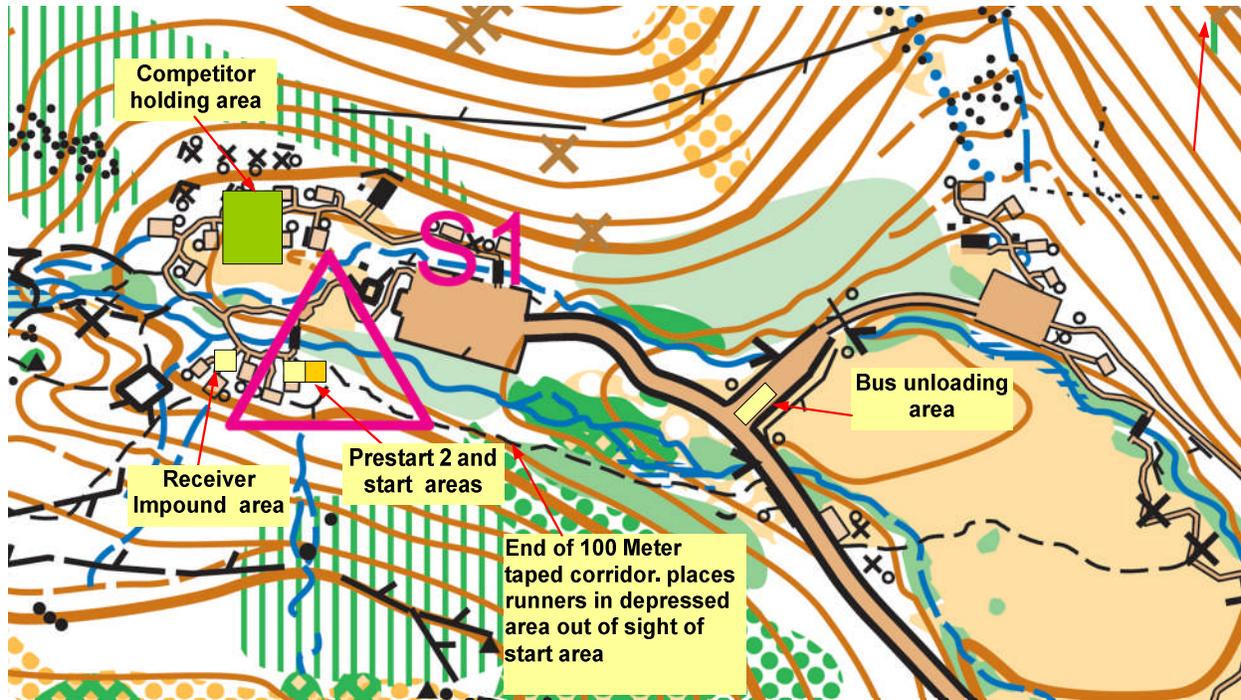 Competitor
holding area
S1
Bus unloading
area
Prestart 2 and
start areas
Receiver
Impound area
End of 100 Meter
taped corridor. places
runners in depressed
area out of sight of
start area